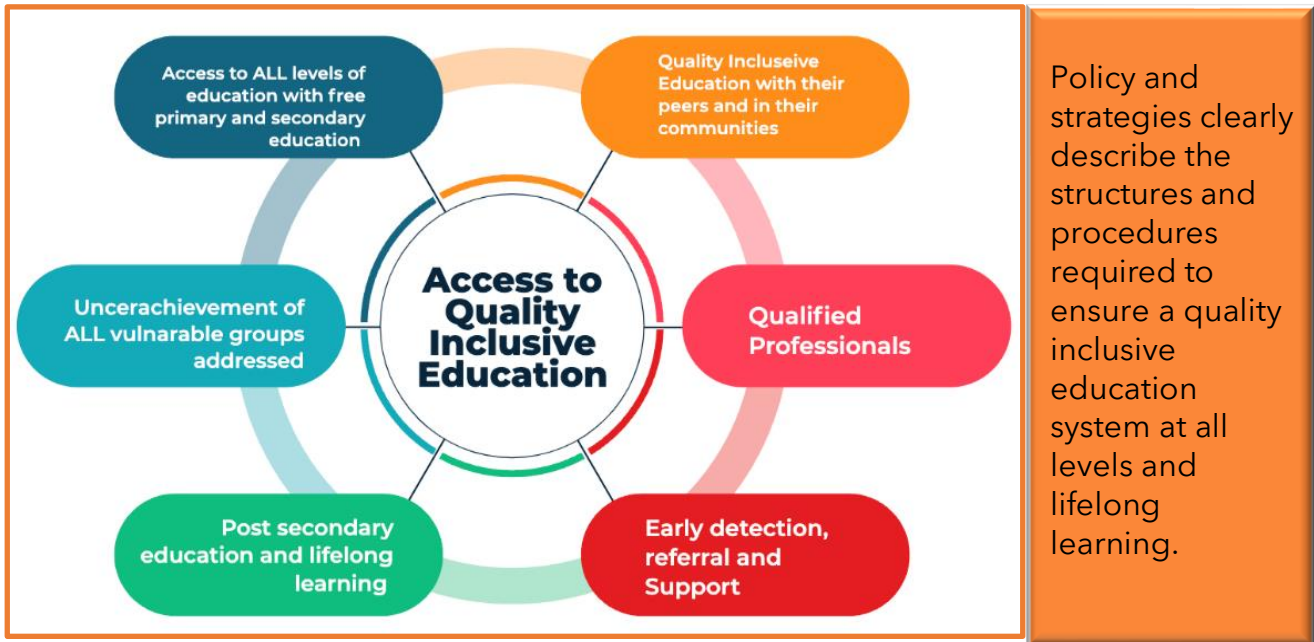 Access to ALL levels of
education with free
primary and secondary
education
Quality Incluseive
Education with their
peers and in their
communities
Uncerachievement of
ALL vulnarable groups
addressed
Access to
Quality
Inclusive
Education
Qualified
Professionals
Post secondary
education and lifelong
learning
Early detection,
referral and
Support
Policy and
strategies clearly
describe the
structures and
procedures
required to
ensure a quality
inclusive
education
system at all
levels and
lifelong
learning.